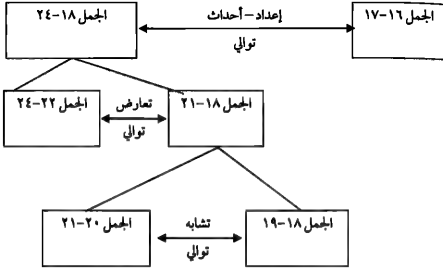 الجمل ١٦-١٧
إعداد-أحداث
توالي
الجمل ١٨-٢٤
الجمل ١٨-٢١
تعارض
توالي
الجمل ٢٢-٢٤
الجمل ١٨-١٩
تشابه
توالي
الجمل ٢٠-٢١